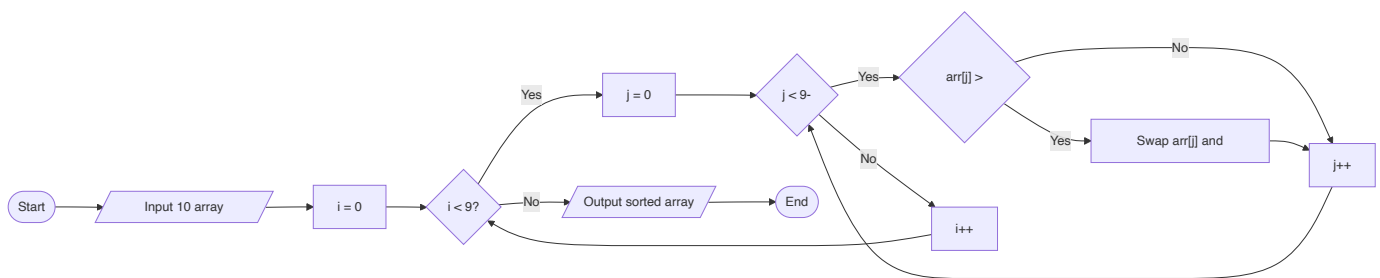 Start
Input 10 array
i = 0
i < 9?
Yes
No
j = 0
Output sorted array
End
j < 9-
Yes
No
i++
arr[j] >
No
Yes
Swap arr[j] and
j++